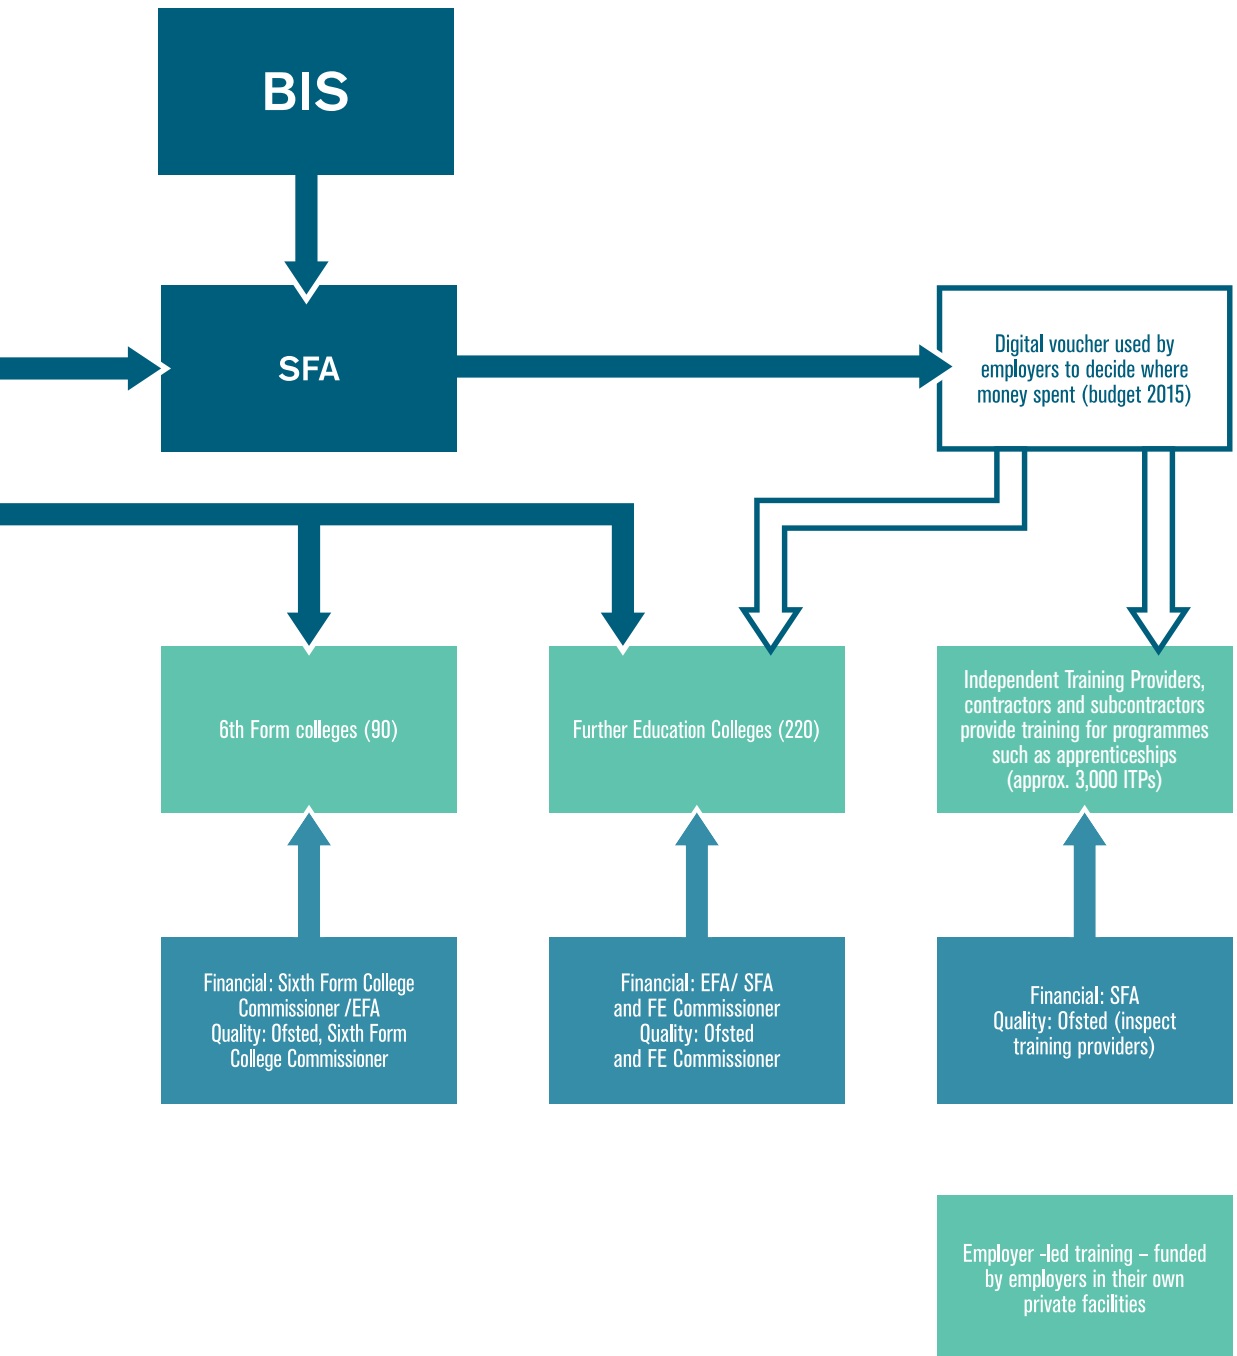 BIS
SFA
Digital voucher used by
employers to decide where
money spent (budget 2015)
6th Form colleges (90)
Further Education Colleges (220)
Independent Training Providers,
contractors and subcontractors
provide training for programmes
such as apprenticeships
(approx. 3,000 ITPs)
Financial: Sixth Form College
Commissioner /EFA
Quality: Ofsted, Sixth Form
College Commissioner
Financial: EFA/ SFA
and FE Commissioner
Quality: Ofsted
and FE Commissioner
Financial: SFA
Quality: Ofsted (inspect
training providers)
Employer -led training – funded
by employers in their own
private facilities